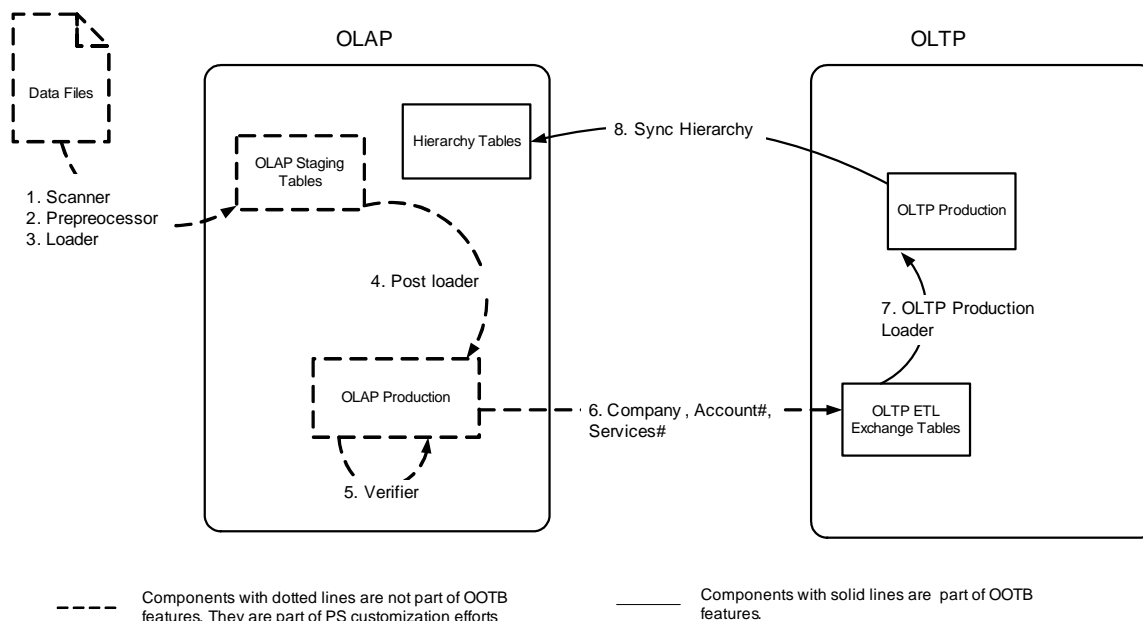 OLAP
OLTP
Data Files
Hierarchy Tables
8. Sync Hierarchy
OLAP Staging
Tables
1. Scanner
2. Prepreocessor
3. Loader
OLTP Production
4. Post loader
7. OLTP Production
Loader
OLAP Production
6. Company , Account#,
Services#
OLTP ETL
Exchange Tables
5. Verifier
Components with dotted lines are not part of OOTB
features. They are part of PS customization efforts
Components with solid lines are part of OOTB
features.